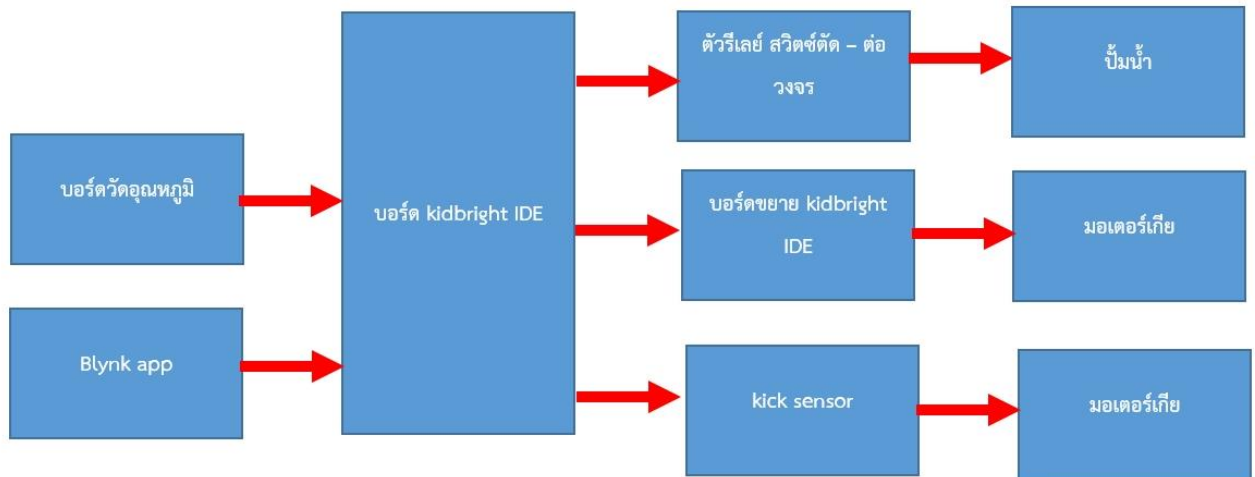 บอร์ดวัดอุณหภูมิ
Blynk app
บอร์ด kidbright IDE
ตัวรีเลย์ สวิตซ์ตัด – ต่อ
วงจร
ปั้มน้ำ
บอร์ดขยาย kidbright
IDE
มอเตอร์เกีย
kick sensor
มอเตอร์เกีย